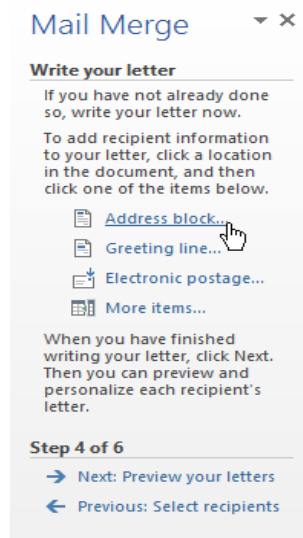 Mail Merge
Write your letter
If you have not already done
so, write your letter now.
To add recipient information
to your letter, click a location
in the document, and then
click one of the items below.
Address block...
Greeting line...
Electronic postage...
More items...
When you have finished
writing your letter, click Next.
Then you can preview and
personalize each recipient's
letter.
Step 4 of 6
Next: Preview your letters
Previous: Select recipients